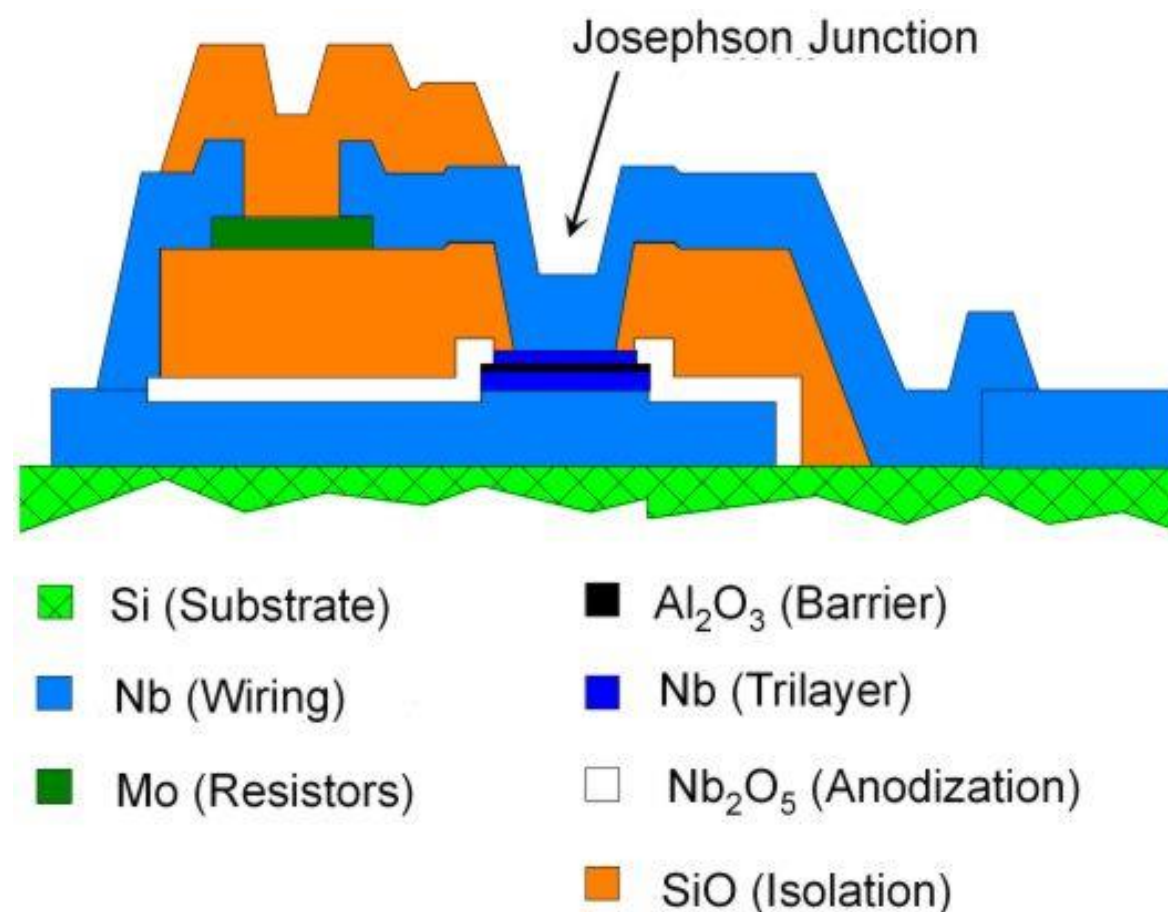 Josephson Junction
Si (Substrate)
Al₂O₃ (Barrier)
Nb (Wiring)
Nb (Trilayer)
Mo (Resistors)
Nb₂O₅ (Anodization)
SiO (Isolation)